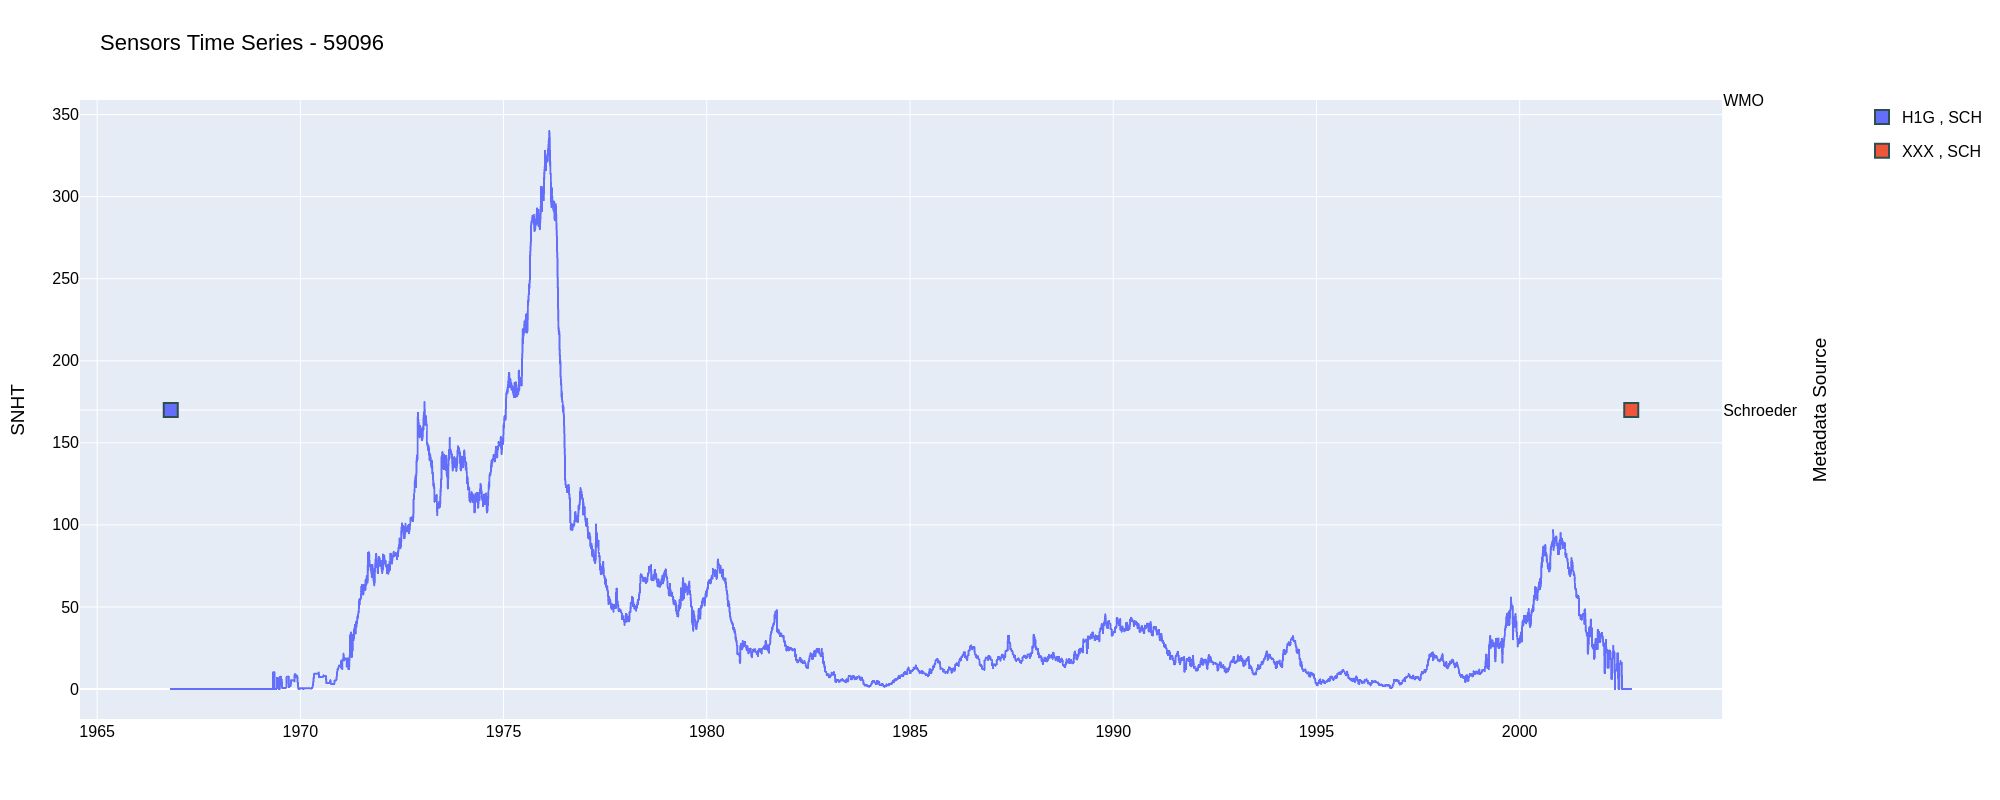 Sensors Time Series - 59096
350
300
250
200
150
100
50
0
SNHT
1965
1970
1975
1980
1985
1990
1995
2000
WMO
Schroeder
Metadata Source
H1G , SCH
XXX , SCH